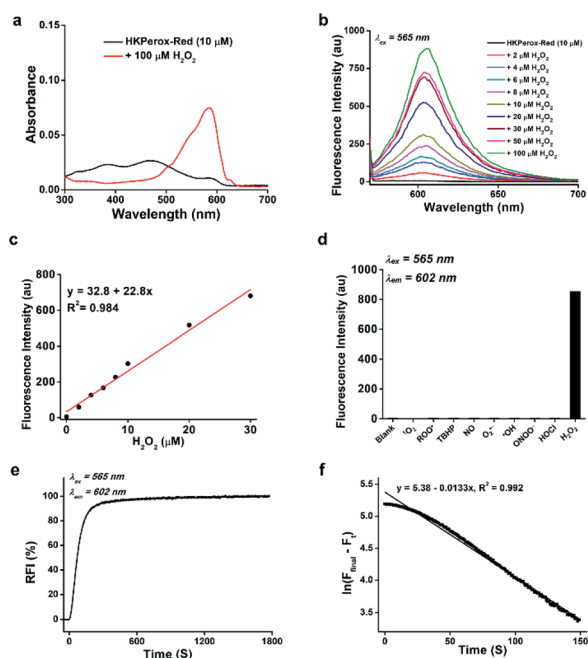 a
HKPerox-Red (10 μM)
+ 100 μM H₂O₂
Absorbance
0.15
0.10
0.05
0.00
300 400 500 600 700
Wavelength (nm)
b
λex = 565 nm
HKPerox-Red (10 μM)
+ 2 μM H₂O₂
+ 4 μM H₂O₂
+ 6 μM H₂O₂
+ 8 μM H₂O₂
+ 10 μM H₂O₂
+ 20 μM H₂O₂
+ 30 μM H₂O₂
+ 50 μM H₂O₂
+ 100 μM H₂O₂
Fluorescence Intensity (au)
1000
750
500
250
0
600 650 700
Wavelength (nm)
c
y = 32.8 + 22.8x
R²= 0.984
Fluorescence Intensity (au)
800
600
400
200
0
0 10 20 30
H₂O₂ (μM)
d
λex = 565 nm
λem = 602 nm
Fluorescence Intensity (au)
1000
800
600
400
200
0
Blank ¹O₂ ROO• TBHP NO O₂•⁻ •OH ONOO⁻ HOCl H₂O₂
e
λex = 565 nm
λem = 602 nm
RFI (%)
100
80
60
40
20
0
0 600 1200 1800
Time (S)
f
y = 5.38 - 0.0133x, R² = 0.992
ln(Ffinal - Ft)
5.5
5.0
4.5
4.0
3.5
3.0
0 50 100 150
Time (S)